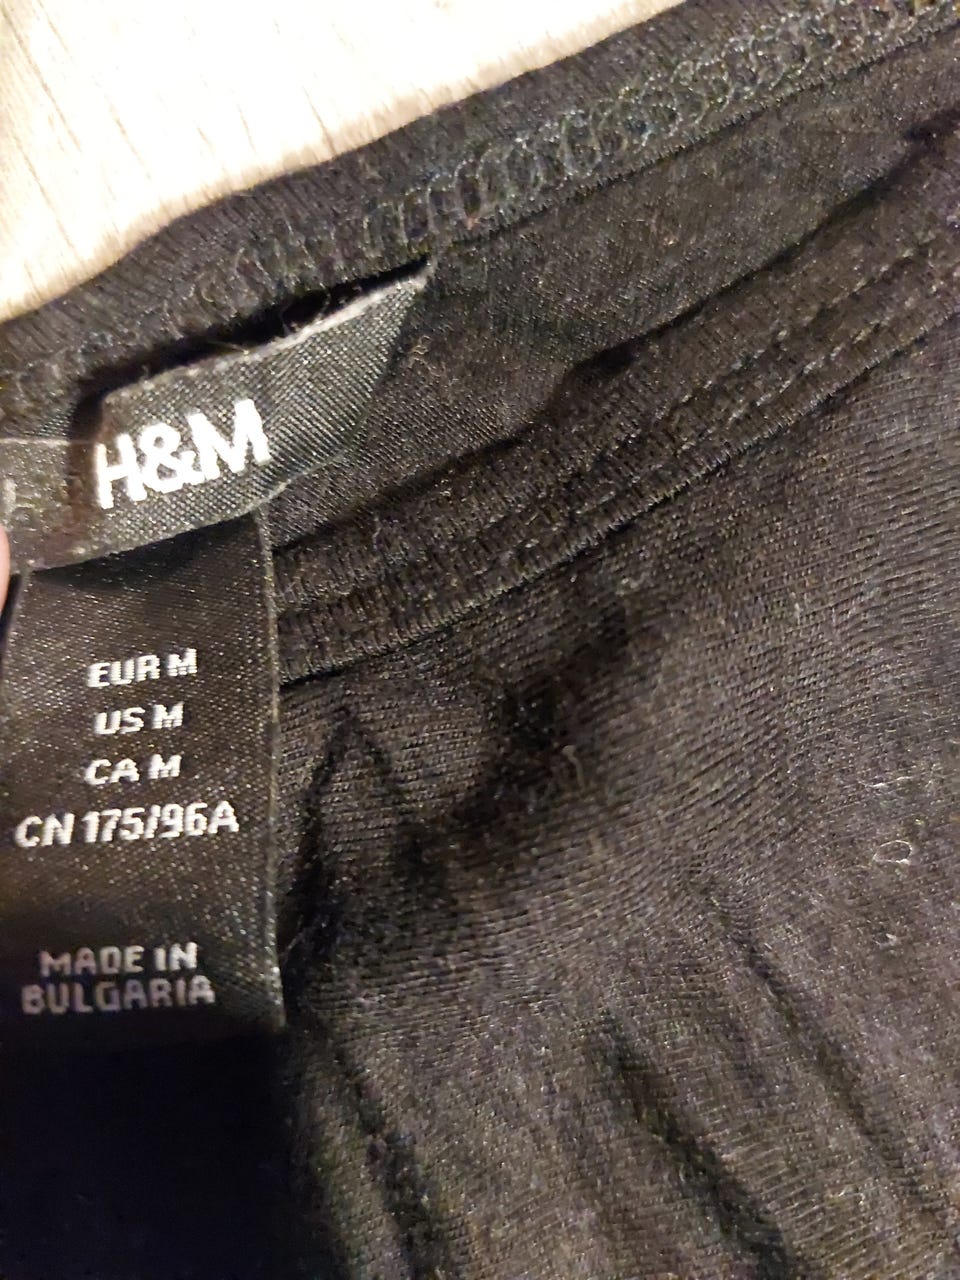 H&M
EUR M
US M
CA M
CN 175/96A
MADE IN
BULGARIA